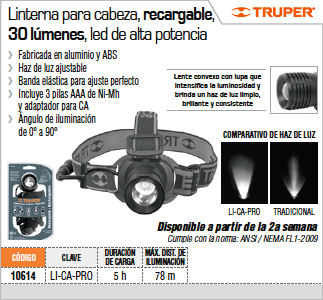 Linterna para cabeza, recargable,
30 lúmenes, led de alta potencia
TRUPER
Fabricada en aluminio y ABS
Haz de luz ajustable
Banda elástica para ajuste perfecto
Incluye 3 pilas AAA de Ni-Mh
y adaptador para CA
Ángulo de iluminación
de 0° a 90°
Lente convexo con lupa que
intensifica la luminosidad y
brinda un haz de luz limpio,
brillante y consistente
COMPARATIVO DE HAZ DE LUZ
LI-CA-PRO
TRADICIONAL
TRUPER
Disponible a partir de la 2a semana
Cumple con la norma: ANSI / NEMA FL1-2009
CÓDIGO
CLAVE
DURACIÓN
DE CARGA
MÁX. DIST. DE
ILUMINACIÓN
10614
LI-CA-PRO
5 h
78 m